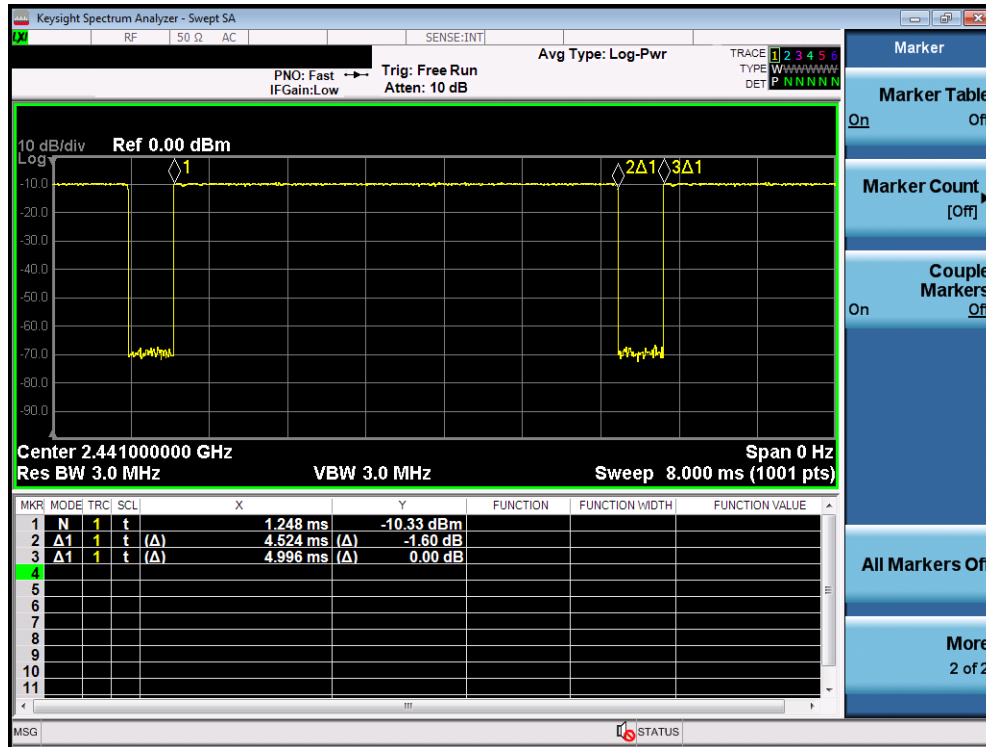 Keysight Spectrum Analyzer - Swept SA
LXI RF 50 Ω AC SENSE:INT
Marker
Avg Type: Log-Pwr
TRACE 1 2 3 4 5 6
TYPE WWWWWW
DET P N N N N N
PNO: Fast
IFGain:Low
Trig: Free Run
Atten: 10 dB
Marker Table
On Off
Marker Count
[Off]
Couple
Markers
On Off
All Markers Off
More
2 of 2
10 dB/div Ref 0.00 dBm
Log
1 2Δ1 3Δ1
-10.0
-20.0
-30.0
-40.0
-50.0
-60.0
-70.0
-80.0
-90.0
Center 2.441000000 GHz Span 0 Hz
Res BW 3.0 MHz VBW 3.0 MHz Sweep 8.000 ms (1001 pts)
MKR MODE TRC SCL X Y FUNCTION FUNCTION WIDTH FUNCTION VALUE
1 N 1 t 1.248 ms -10.33 dBm
2 Δ1 1 t (Δ) 4.524 ms (Δ) -1.60 dB
3 Δ1 1 t (Δ) 4.996 ms (Δ) 0.00 dB
4
5
6
7
8
9
10
11
MSG STATUS